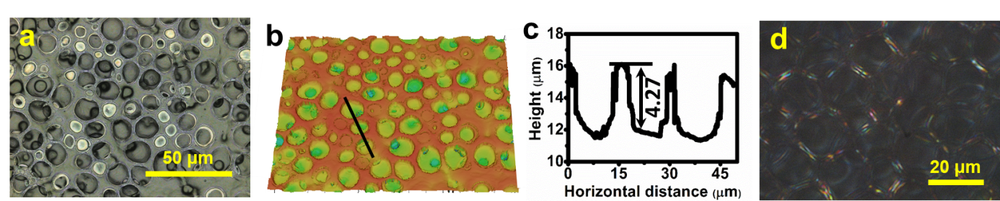 a
50 µm
b
c
Height (µm)
18
16
14
12
10
4.27
0
15
30
45
Horizontal distance (µm)
d
20 µm